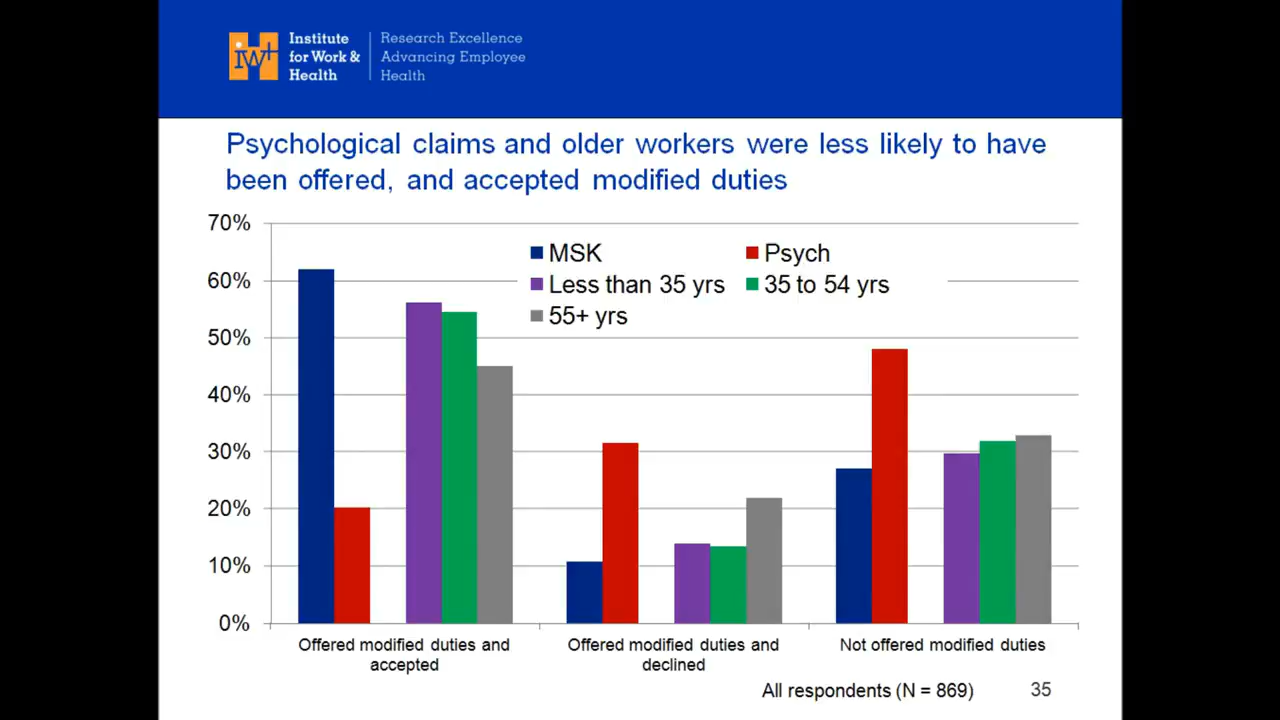 Institute
for Work &
Health
Research Excellence
Advancing Employee
Health
iw+
Psychological claims and older workers were less likely to have
been offered, and accepted modified duties
70%
60%
50%
40%
30%
20%
10%
0%
MSK
Psych
Less than 35 yrs
35 to 54 yrs
55+ yrs
Offered modified duties and
accepted
Offered modified duties and
declined
Not offered modified duties
All respondents (N = 869)
35